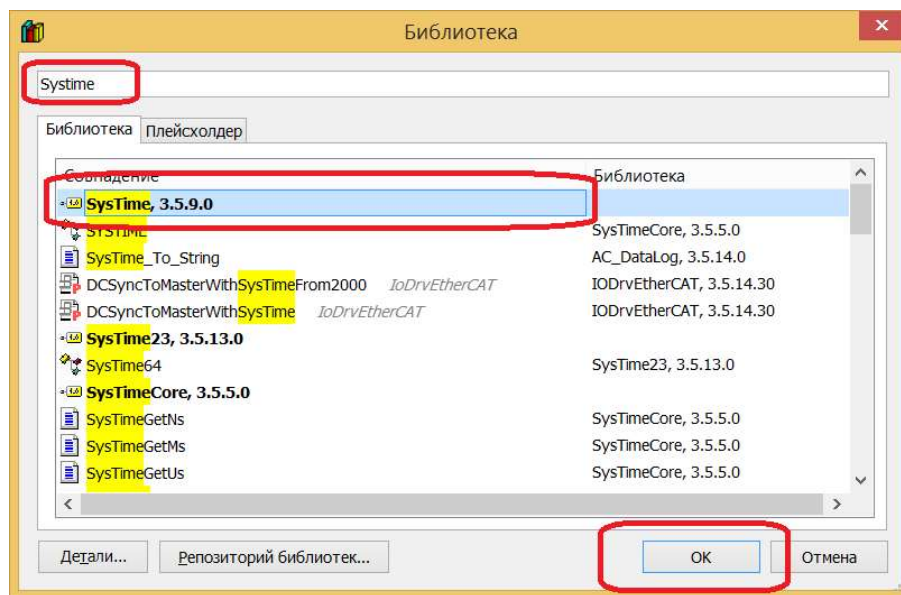 Библиотека
Systime
Библиотека Плейсхолдер
Совпадение Библиотека
SysTime, 3.5.9.0
SYSTIME SysTimeCore, 3.5.5.0
SysTime_To_String AC_DataLog, 3.5.14.0
DCSyncToMasterWithSysTimeFrom2000 IoDrvEtherCAT IODrvEtherCAT, 3.5.14.30
DCSyncToMasterWithSysTime IoDrvEtherCAT IODrvEtherCAT, 3.5.14.30
SysTime23, 3.5.13.0
SysTime64 SysTime23, 3.5.13.0
SysTimeCore, 3.5.5.0
SysTimeGetNs SysTimeCore, 3.5.5.0
SysTimeGetMs SysTimeCore, 3.5.5.0
SysTimeGetUs SysTimeCore, 3.5.5.0
Детали... Репозиторий библиотек... OK Отмена